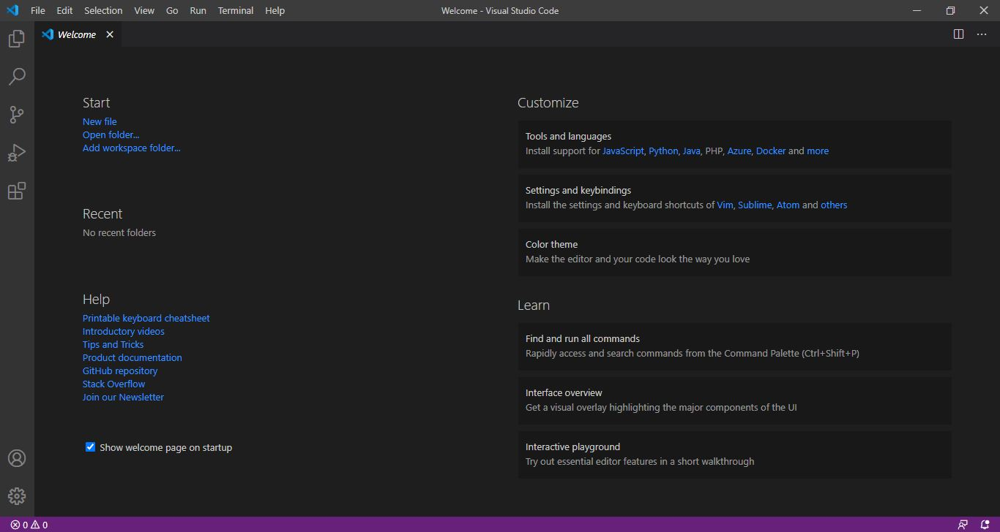 File Edit Selection View Go Run Terminal Help
Welcome - Visual Studio Code
Welcome
Start
New file
Open folder...
Add workspace folder...
Recent
No recent folders
Help
Printable keyboard cheatsheet
Introductory videos
Tips and Tricks
Product documentation
GitHub repository
Stack Overflow
Join our Newsletter
Show welcome page on startup
Customize
Tools and languages
Install support for JavaScript, Python, Java, PHP, Azure, Docker and more
Settings and keybindings
Install the settings and keyboard shortcuts of Vim, Sublime, Atom and others
Color theme
Make the editor and your code look the way you love
Learn
Find and run all commands
Rapidly access and search commands from the Command Palette (Ctrl+Shift+P)
Interface overview
Get a visual overlay highlighting the major components of the UI
Interactive playground
Try out essential editor features in a short walkthrough
0 0